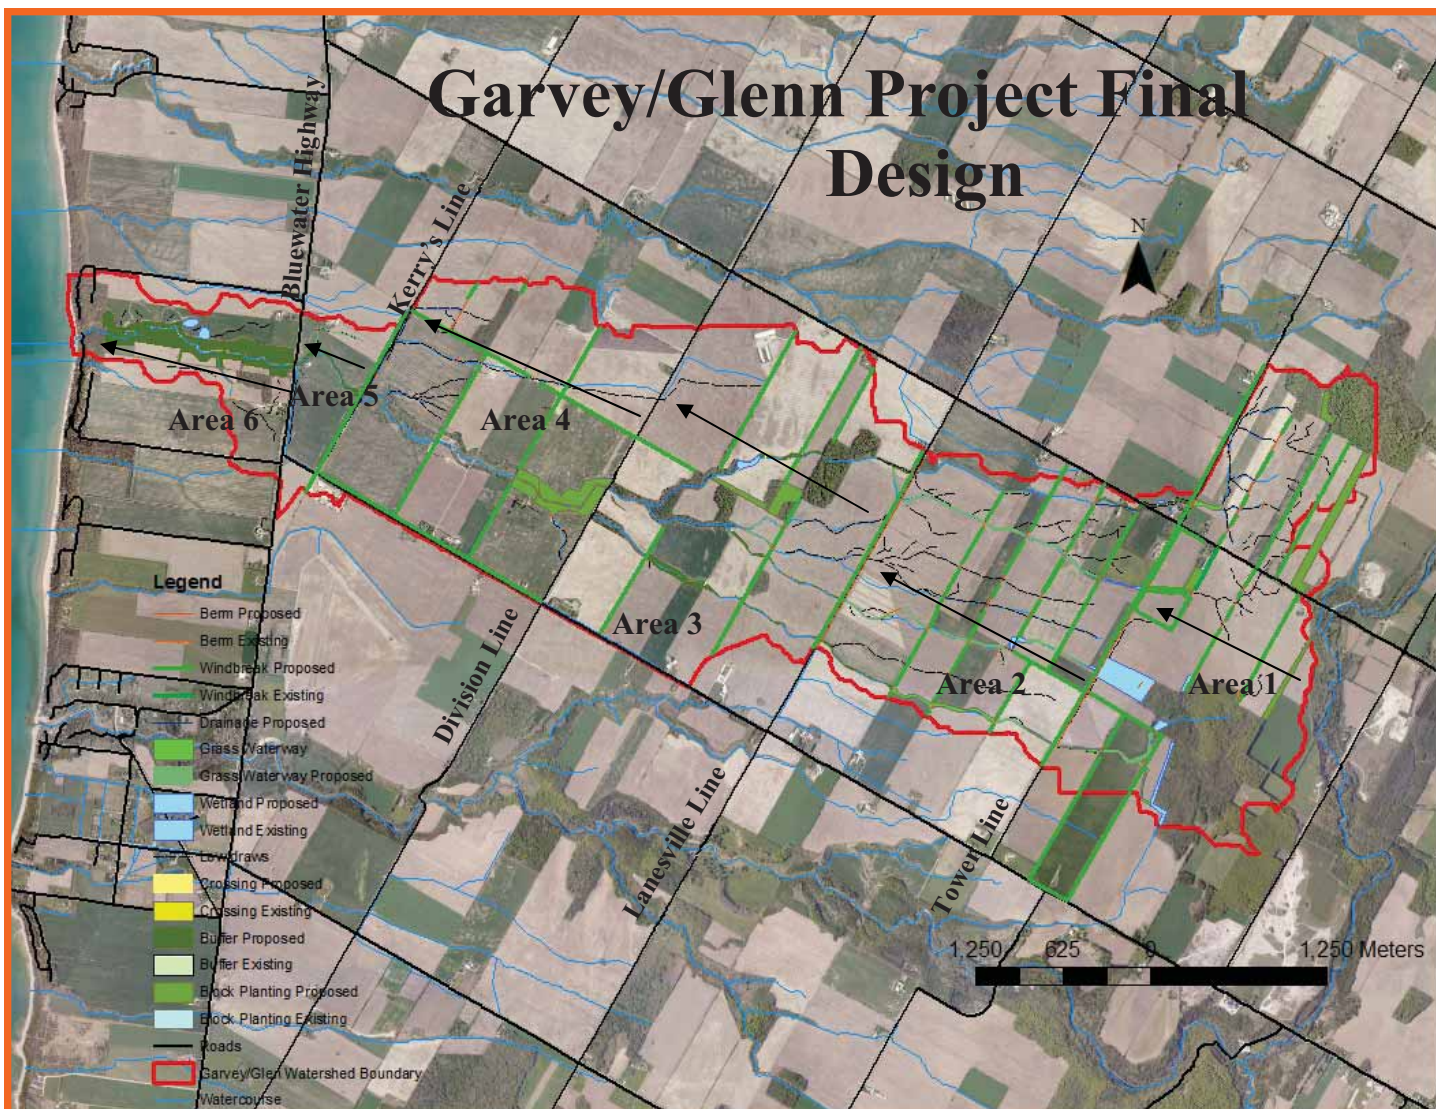 Garvey/Glenn Project Final
Design
N
Bluewater Highway
Kerry's Line
Area 5
Area 6
Area 4
Area 3
Area 2
Area 1
Division Line
Lanesville Line
Tower Line
1,250 625 0 1,250 Meters
Legend
Berm Proposed
Berm Existing
Windbreak Proposed
Windbreak Existing
Drainage Proposed
Grass Waterway
Grass Waterway Proposed
Wetland Proposed
Wetland Existing
Low draws
Crossing Proposed
Crossing Existing
Buffer Proposed
Buffer Existing
Block Planting Proposed
Block Planting Existing
Roads
Garvey/Glen Watershed Boundary
Watercourse